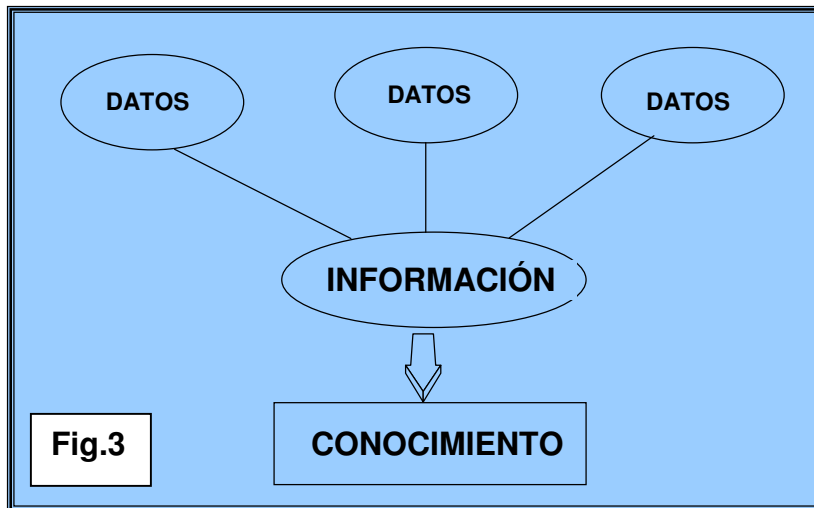 DATOS
DATOS
DATOS
INFORMACIÓN
CONOCIMIENTO
Fig.3